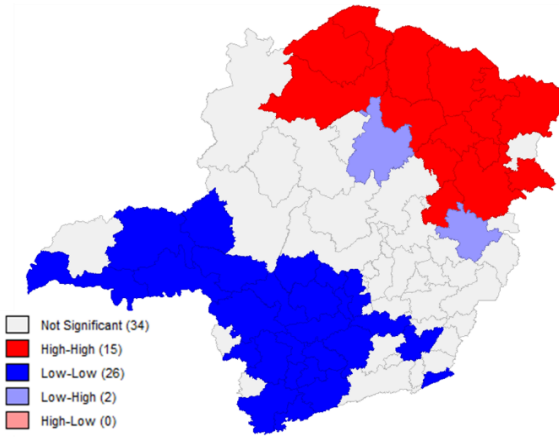 Not Significant (34)
High-High (15)
Low-Low (26)
Low-High (2)
High-Low (0)